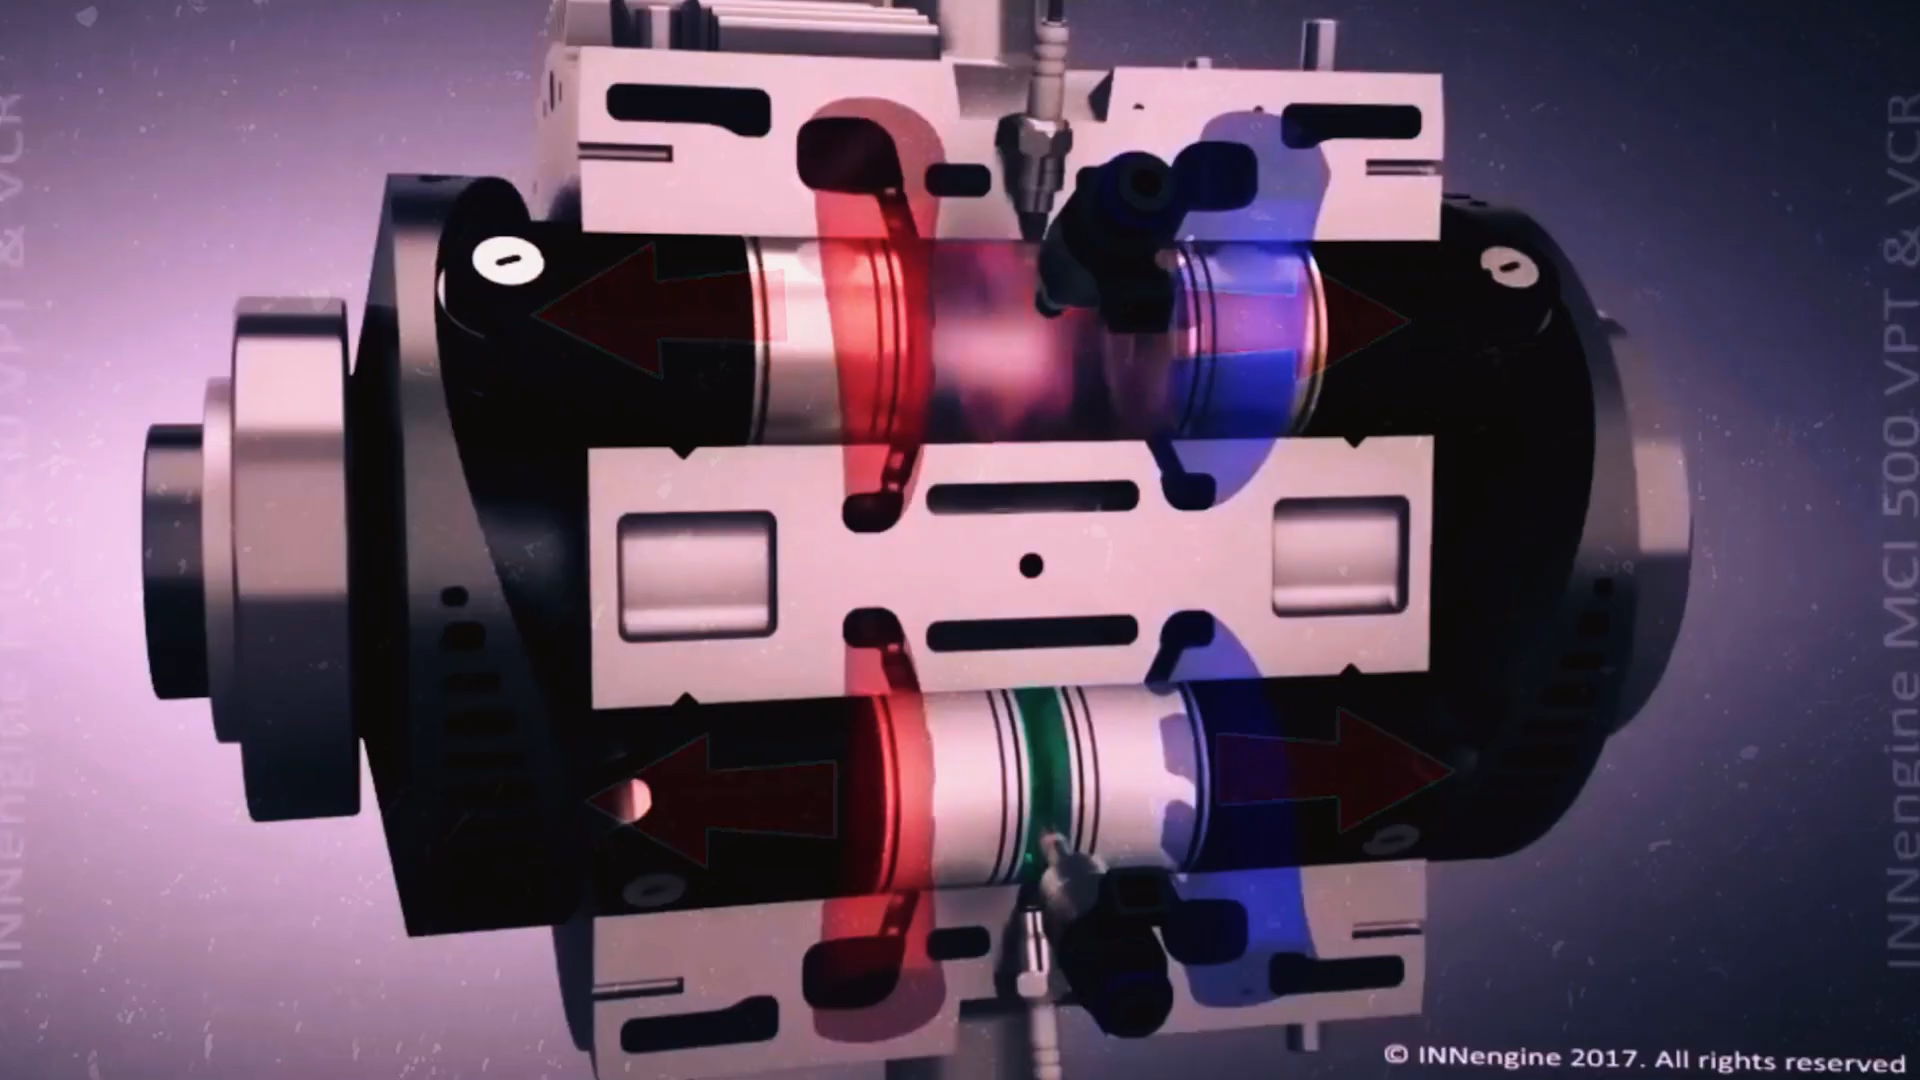 INNengine MCI 500 VPT & VCR
© INNengine 2017. All rights reserved